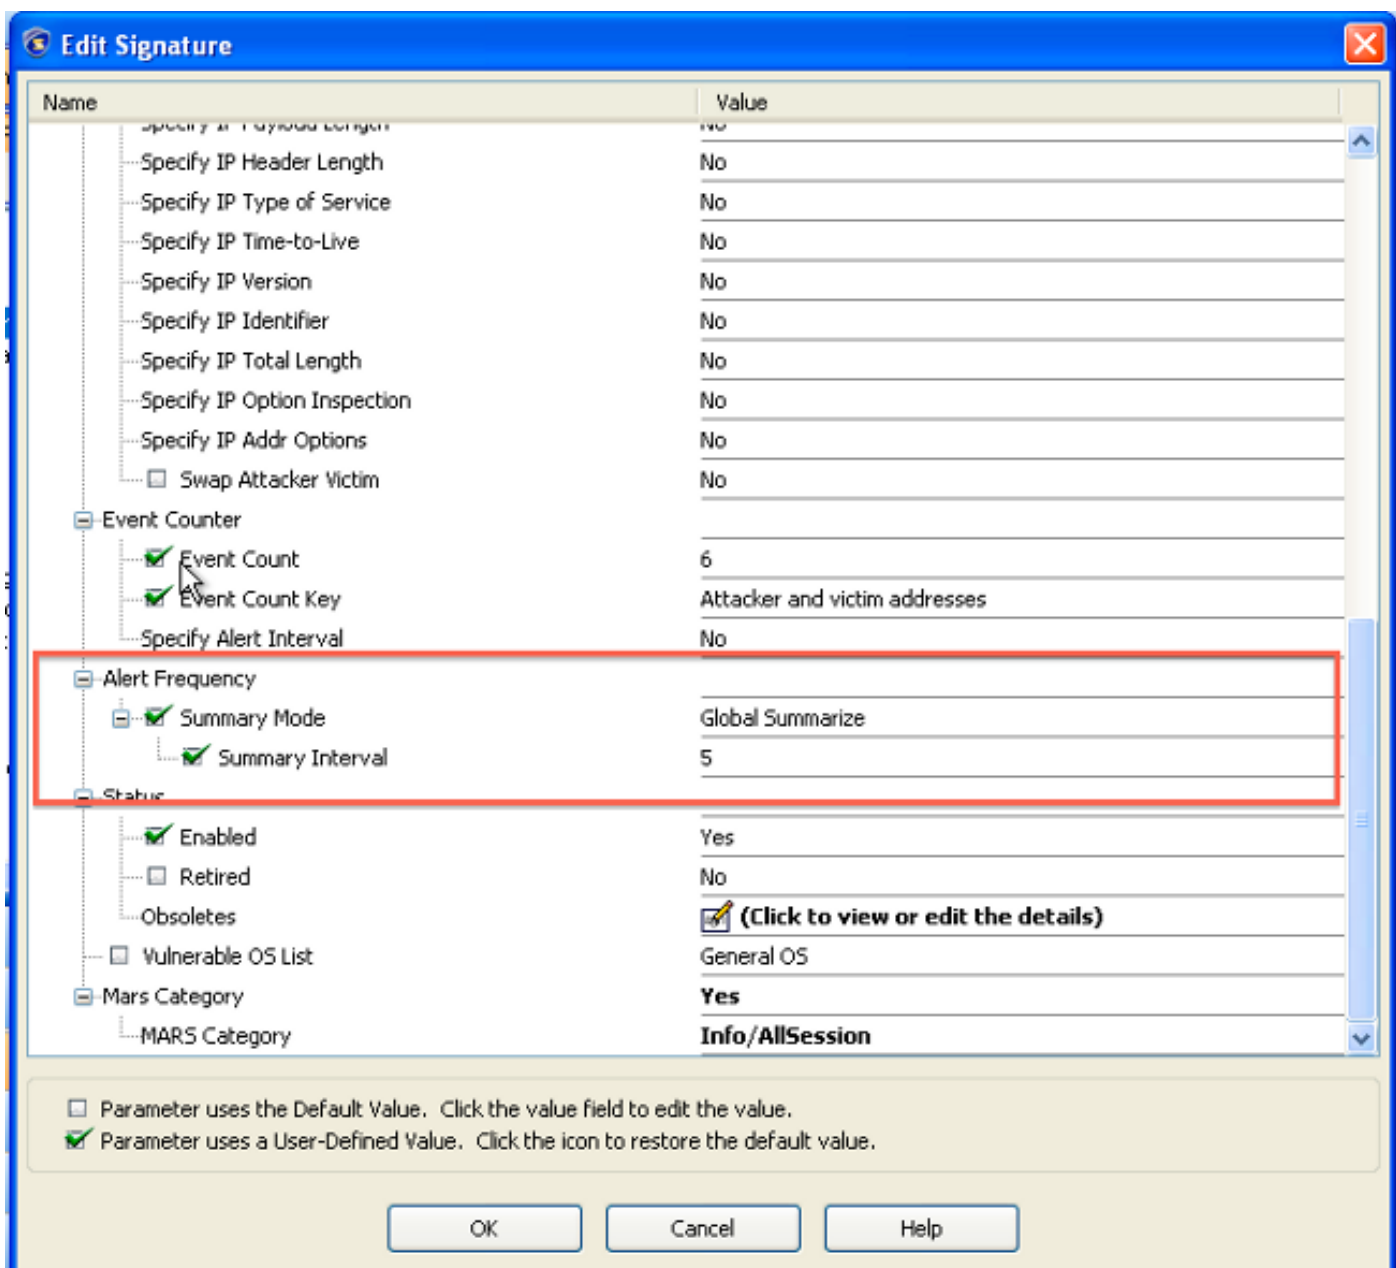 Edit Signature
Name Value
Specify IP Payload Length No
Specify IP Header Length No
Specify IP Type of Service No
Specify IP Time-to-Live No
Specify IP Version No
Specify IP Identifier No
Specify IP Total Length No
Specify IP Option Inspection No
Specify IP Addr Options No
Swap Attacker Victim No
Event Counter
Event Count 6
Event Count Key Attacker and victim addresses
Specify Alert Interval No
Alert Frequency
Summary Mode Global Summarize
Summary Interval 5
Status
Enabled Yes
Retired No
Obsoletes (Click to view or edit the details)
Vulnerable OS List General OS
Mars Category Yes
MARS Category Info/AllSession
Parameter uses the Default Value. Click the value field to edit the value.
Parameter uses a User-Defined Value. Click the icon to restore the default value.
OK Cancel Help